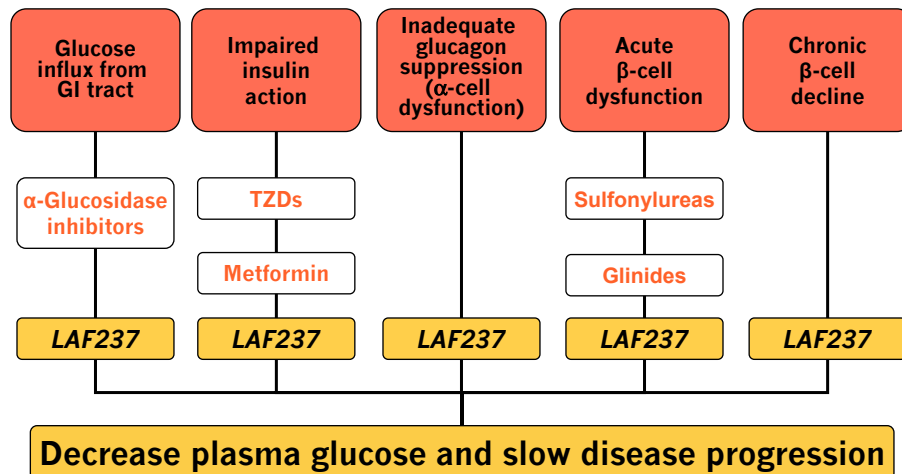 Glucose
influx from
GI tract
Impaired
insulin
action
Inadequate
glucagon
suppression
(α-cell
dysfunction)
Acute
β-cell
dysfunction
Chronic
β-cell
decline
α-Glucosidase
inhibitors
TZDs
Metformin
Sulfonylureas
Glinides
LAF237
LAF237
LAF237
LAF237
LAF237
Decrease plasma glucose and slow disease progression